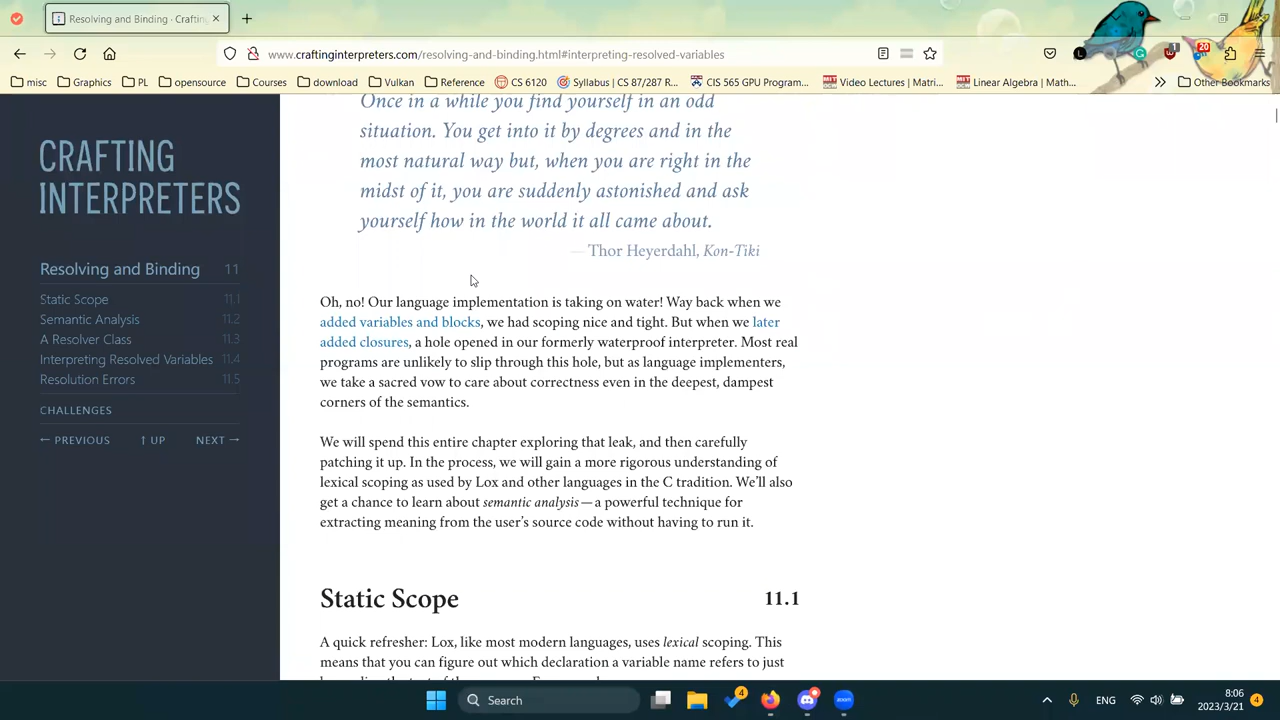 Resolving and Binding · Crafting
www.craftinginterpreters.com/resolving-and-binding.html#interpreting-resolved-variables
1
20
misc
Graphics
PL
opensource
Courses
download
Vulkan
Reference
CS 6120
Syllabus | CS 87/287 R...
CIS 565 GPU Program...
Video Lectures | Matri...
Linear Algebra | Math...
Other Bookmarks
CRAFTING
INTERPRETERS
Resolving and Binding 11
Static Scope 11.1
Semantic Analysis 11.2
A Resolver Class 11.3
Interpreting Resolved Variables 11.4
Resolution Errors 11.5
CHALLENGES
← PREVIOUS ↑ UP NEXT →
Once in a while you find yourself in an odd
situation. You get into it by degrees and in the
most natural way but, when you are right in the
midst of it, you are suddenly astonished and ask
yourself how in the world it all came about.
— Thor Heyerdahl, Kon-Tiki
Oh, no! Our language implementation is taking on water! Way back when we
added variables and blocks, we had scoping nice and tight. But when we later
added closures, a hole opened in our formerly waterproof interpreter. Most real
programs are unlikely to slip through this hole, but as language implementers,
we take a sacred vow to care about correctness even in the deepest, dampest
corners of the semantics.
We will spend this entire chapter exploring that leak, and then carefully
patching it up. In the process, we will gain a more rigorous understanding of
lexical scoping as used by Lox and other languages in the C tradition. We’ll also
get a chance to learn about semantic analysis—a powerful technique for
extracting meaning from the user’s source code without having to run it.
Static Scope 11.1
A quick refresher: Lox, like most modern languages, uses lexical scoping. This
means that you can figure out which declaration a variable name refers to just
Search
4
zoom
ENG
8:06
2023/3/21
4